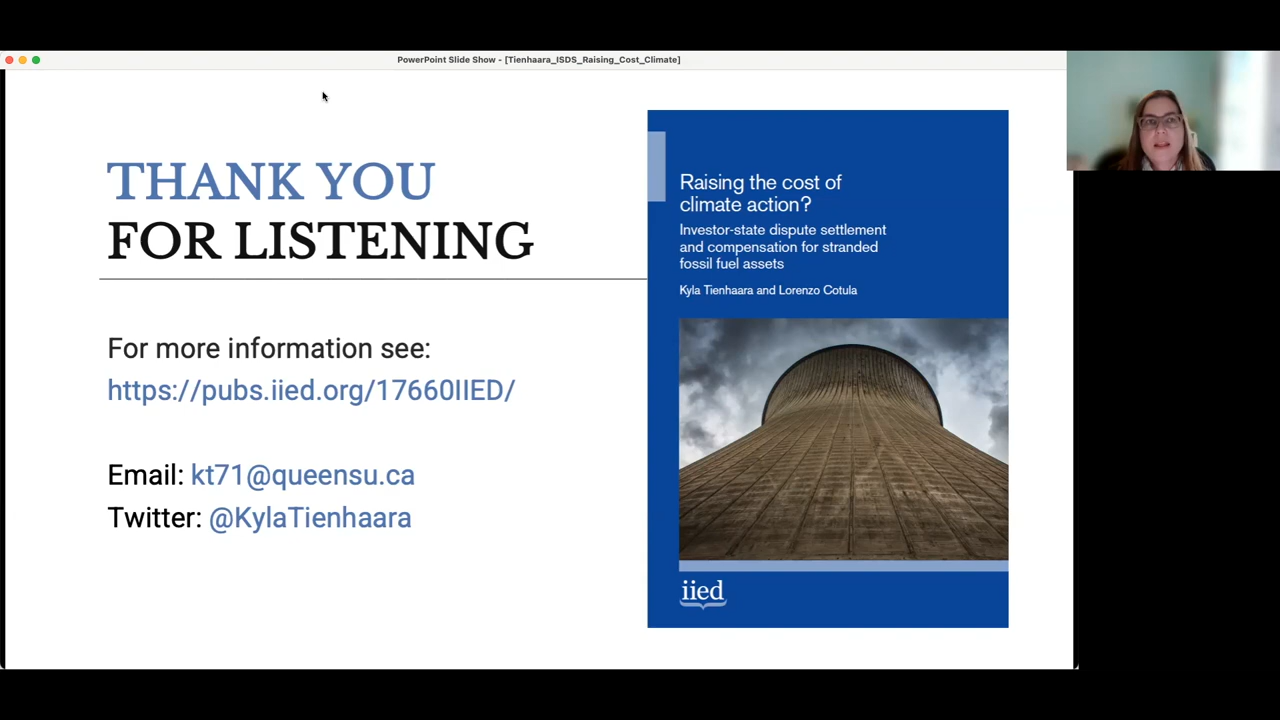 PowerPoint Slide Show - [Tienhaara_ISDS_Raising_Cost_Climate]
THANK YOU
FOR LISTENING
For more information see:
https://pubs.iied.org/17660IIED/
Email: kt71@queensu.ca
Twitter: @KylaTienhaara
Raising the cost of
climate action?
Investor-state dispute settlement
and compensation for stranded
fossil fuel assets
Kyla Tienhaara and Lorenzo Cotula
iied